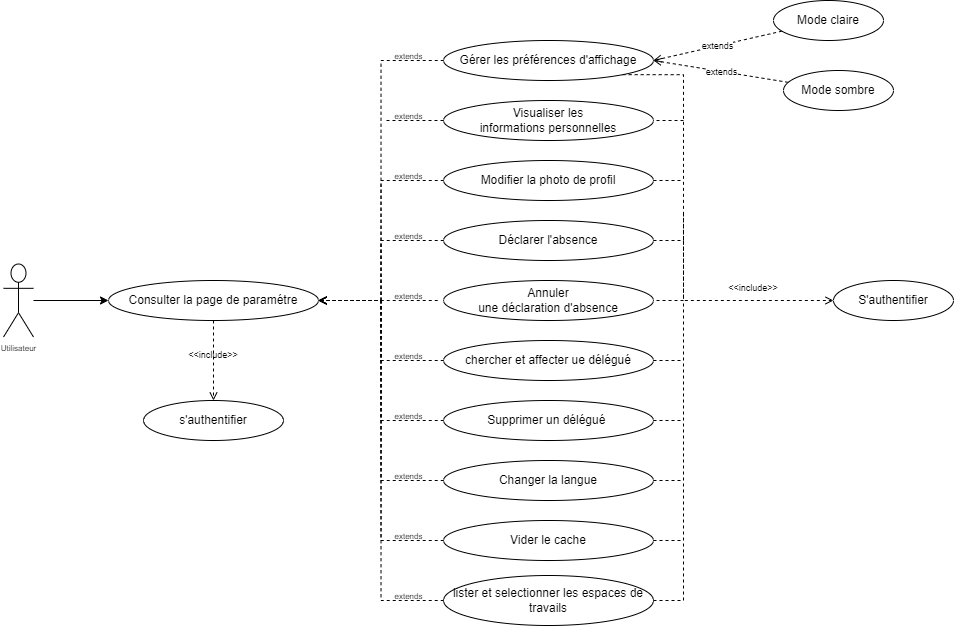 Mode claire
extends
Gérer les préférences d'affichage
extends
extends
Mode sombre
extends
Visualiser les
informations personnelles
extends
Modifier la photo de profil
extends
Déclarer l'absence
Utilisateur
Consulter la page de paramétre
extends
Annuler
une déclaration d'absence
<<include>>
S'authentifier
<<include>>
extends
chercher et affecter ue délégué
s'authentifier
extends
Supprimer un délégué
extends
Changer la langue
extends
Vider le cache
extends
lister et selectionner les espaces de
travails